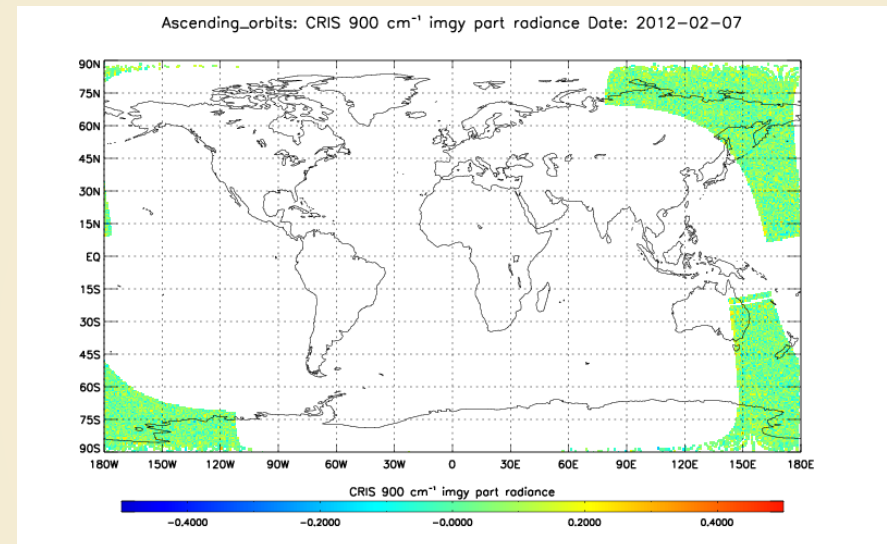 Ascending_orbits: CRIS 900 cm⁻¹ imgy part radiance Date: 2012-02-07
90N
75N
60N
45N
30N
15N
EQ
15S
30S
45S
60S
75S
90S
180W 150W 120W 90W 60W 30W 0 30E 60E 90E 120E 150E 180E
CRIS 900 cm⁻¹ imgy part radiance
-0.4000 -0.2000 -0.0000 0.2000 0.4000